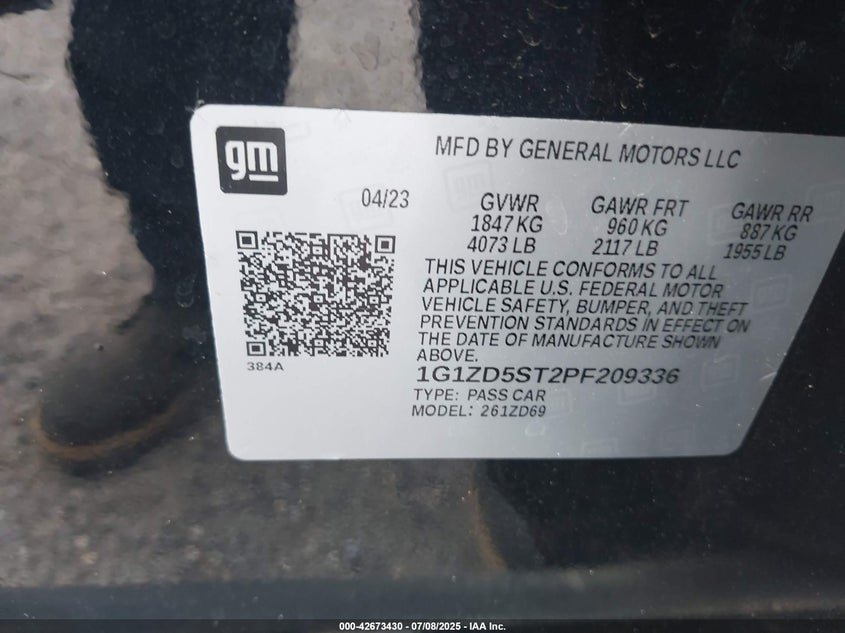 gm
MFD BY GENERAL MOTORS LLC
04/23
GVWR
1847 KG
4073 LB
GAWR FRT
960 KG
2117 LB
GAWR RR
887 KG
1955 LB
THIS VEHICLE CONFORMS TO ALL
APPLICABLE U.S. FEDERAL MOTOR
VEHICLE SAFETY, BUMPER, AND THEFT
PREVENTION STANDARDS IN EFFECT ON
THE DATE OF MANUFACTURE SHOWN
ABOVE.
384A
1G1ZD5ST2PF209336
TYPE: PASS CAR
MODEL: 261ZD69
000-42673430 - 07/08/2025 - IAA Inc.